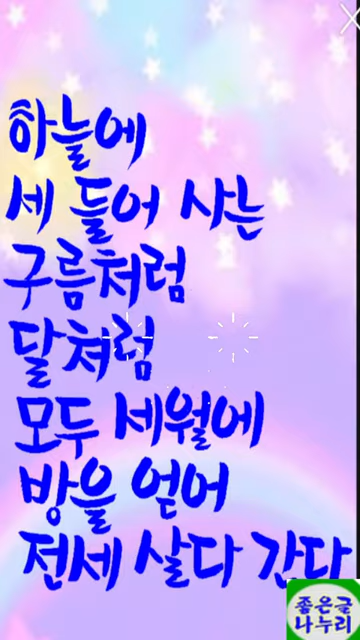 하늘에
세 들어 사는
구름처럼
달쳐럼
모두 세월에
방을 얻어
전세 살다 간다
좋은글
나누리